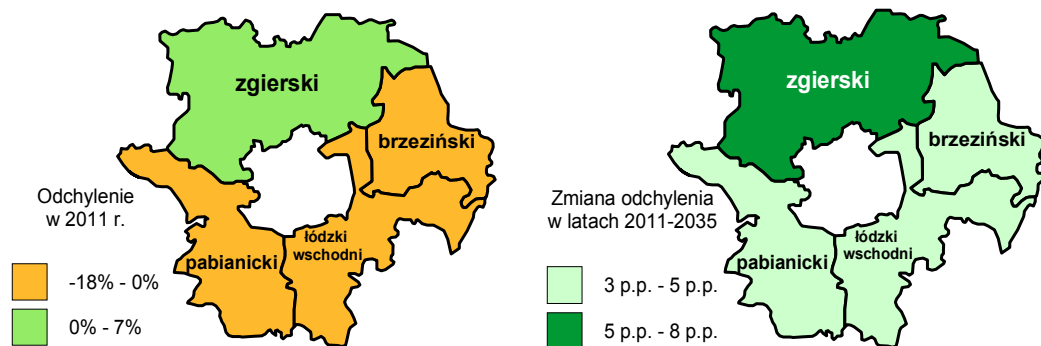 zgierski
brzeziński
Odchylenie
w 2011 r.
łódzki
wschodni
pabianicki
-18% - 0%
0% - 7%
zgierski
brzeziński
Zmiana odchylenia
w latach 2011-2035
łódzki
wschodni
pabianicki
3 p.p. - 5 p.p.
5 p.p. - 8 p.p.